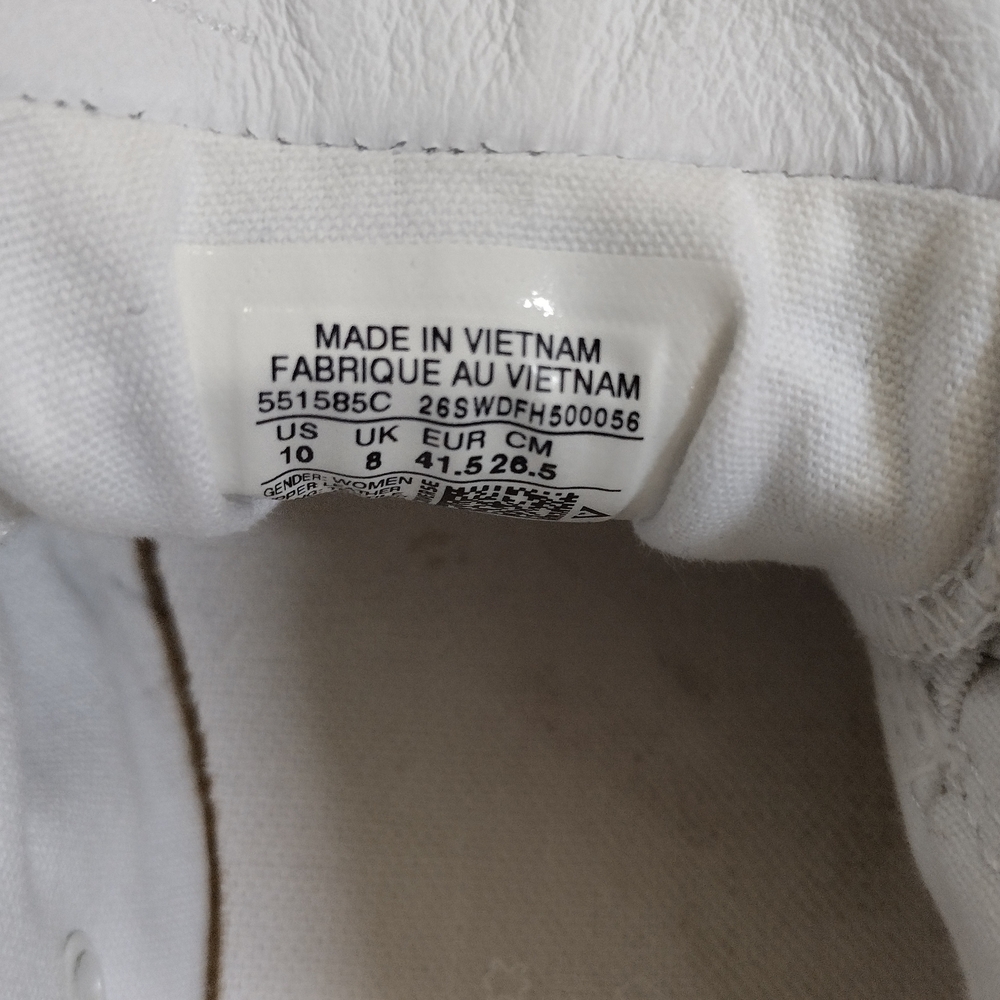 MADE IN VIETNAM
FABRIQUE AU VIETNAM
551585C 26SWDFH500056
US UK EUR CM
10 8 41.5 26.5
GENDER: WOMEN